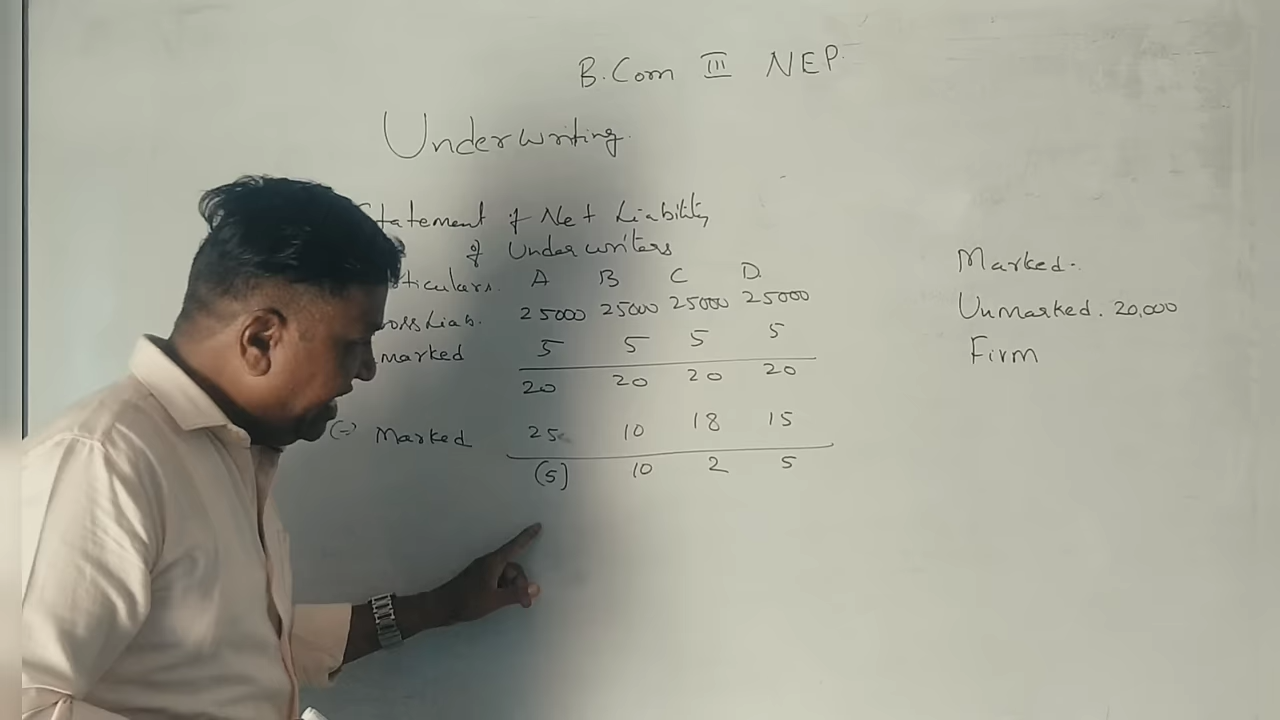 B.Com III NEP.
Underwriting.
Statement of Net Liability
of Underwriters
A B C D.
25000 25000 25000 25000
marked 5 5 5 5
20 20 20 20
(-) Marked 25 10 18 15
(5) 10 2 5
Marked-.
Unmarked. 20,000
Firm